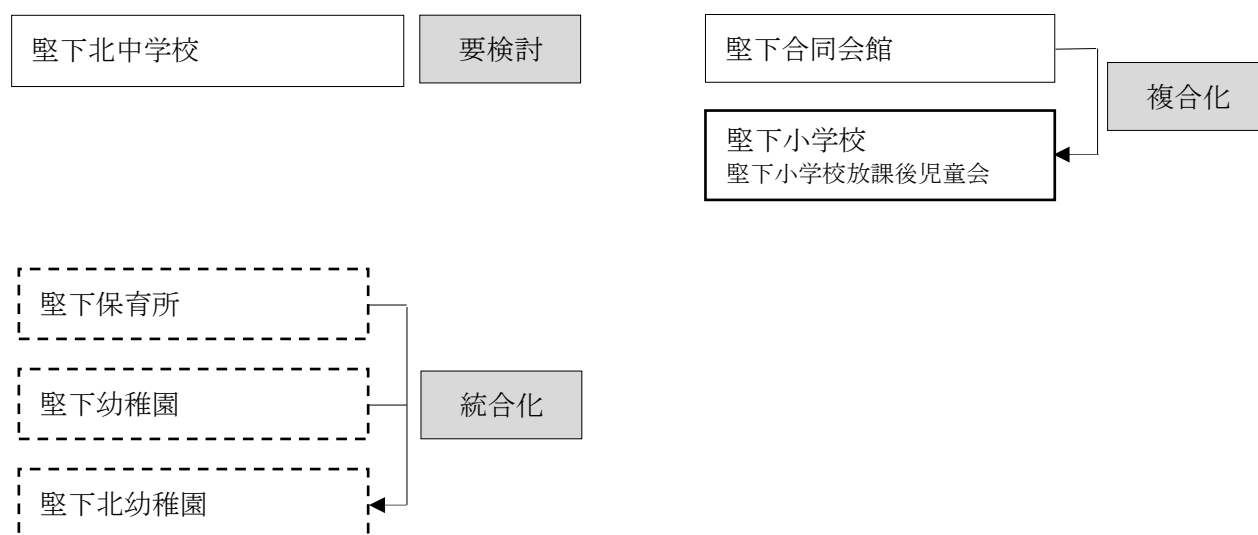 堅下北中学校
要検討
堅下合同会館
複合化
堅下小学校
堅下小学校放課後児童会
堅下保育所
堅下幼稚園
統合化
堅下北幼稚園